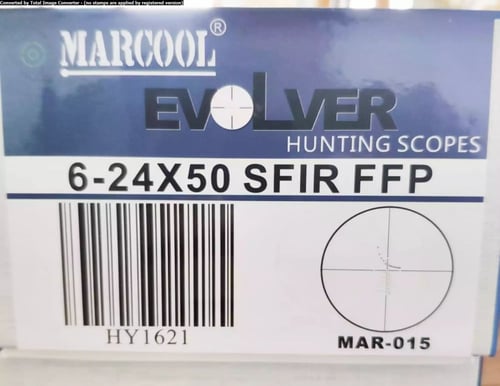 Converted by Total Image Converter - (no stamps are applied by registered version)
MARCOOL®
EVOLVER
HUNTING SCOPES
6-24X50 SFIR FFP
HY1621
MAR-015